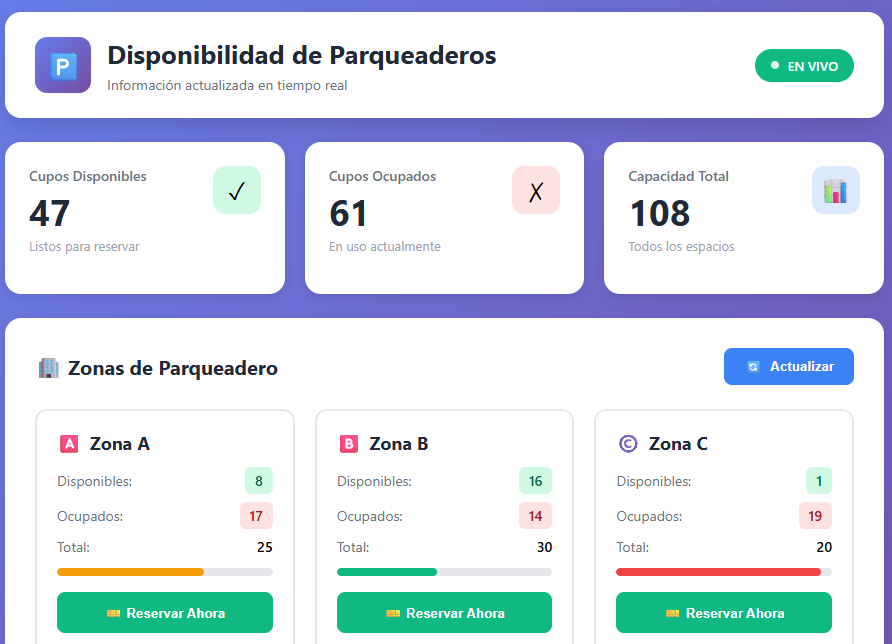 P
Disponibilidad de Parqueaderos
Información actualizada en tiempo real
EN VIVO
Cupos Disponibles
47
Listos para reservar
Cupos Ocupados
61
En uso actualmente
Capacidad Total
108
Todos los espacios
Zonas de Parqueadero
Actualizar
A Zona A
Disponibles: 8
Ocupados: 17
Total: 25
Reservar Ahora
B Zona B
Disponibles: 16
Ocupados: 14
Total: 30
Reservar Ahora
© Zona C
Disponibles: 1
Ocupados: 19
Total: 20
Reservar Ahora